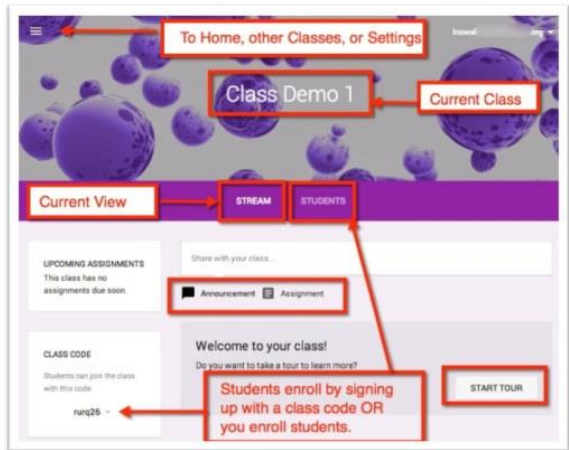 To Home, other Classes, or Settings
Class Demo 1
Current Class
Current View
STREAM
STUDENTS
UPCOMING ASSIGNMENTS
This class has no
assignments due soon.
Share with your class...
Announcement
Assignment
CLASS CODE
Students can join the class
with this code
rurq26
Welcome to your class!
Do you want to take a tour to learn more?
START TOUR
Students enroll by signing
up with a class code OR
you enroll students.